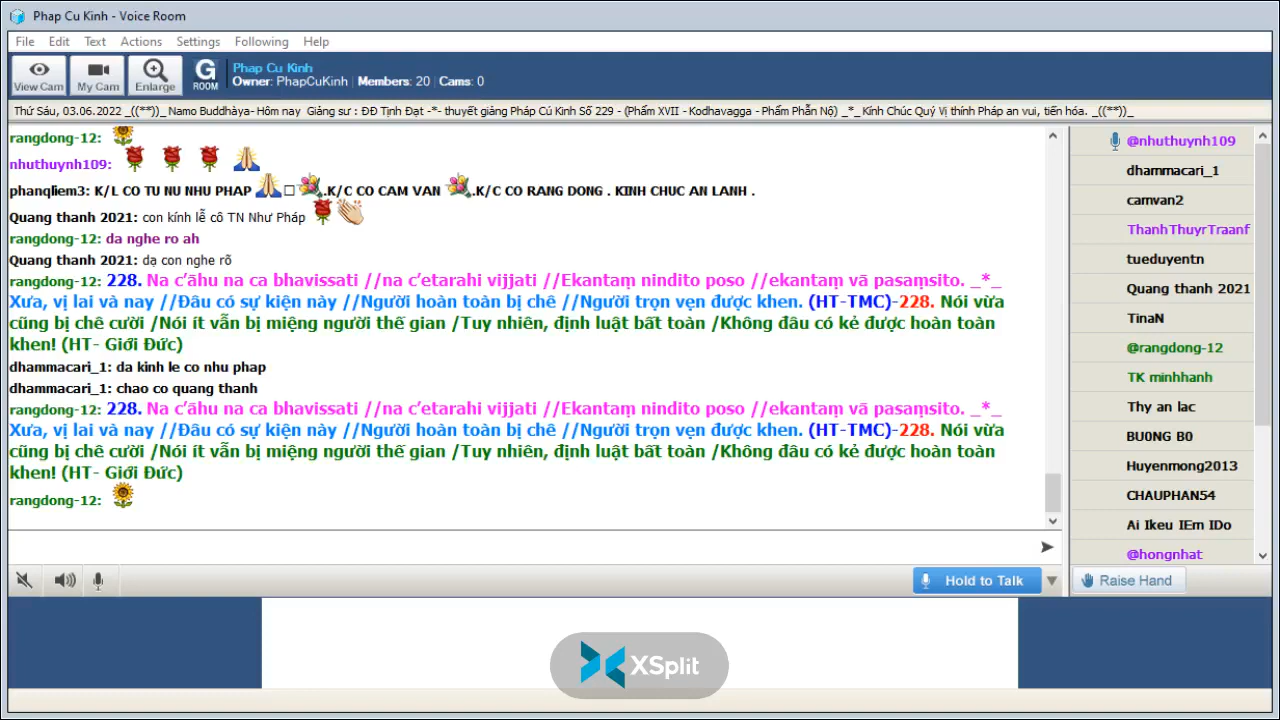 Phap Cu Kinh - Voice Room
File Edit Text Actions Settings Following Help
View Cam My Cam Enlarge G ROOM
Phap Cu Kinh
Owner: PhapCuKinh Members: 20 Cams: 0
Thứ Sáu, 03.06.2022 _((**))_ Namo Buddhàya- Hôm nay Giảng sư : ĐĐ Tịnh Đạt -*- thuyết giảng Pháp Cú Kinh Số 229 - (Phẩm XVII - Kodhavagga - Phẩm Phẫn Nộ) _*_ Kính Chúc Quý Vị thính Pháp an vui, tiến hóa. _((**))_
rangdong-12:
nhuthuynh109:
phanqliem3: K/L CO TU NU NHU PHAP □ .K/C CO CAM VAN .K/C CO RANG DONG . KINH CHUC AN LANH .
Quang thanh 2021: con kính lễ cô TN Như Pháp
rangdong-12: da nghe ro ah
Quang thanh 2021: dạ con nghe rõ
rangdong-12: 228. Na c’āhu na ca bhavissati //na c’etarahi vijjati //Ekantaṃ nindito poso //ekantaṃ vā pasaṃsito. _*_
Xưa, vị lai và nay //Đâu có sự kiện này //Người hoàn toàn bị chê //Người trọn vẹn được khen. (HT-TMC)-228. Nói vừa
cũng bị chê cười /Nói ít vẫn bị miệng người thế gian /Tuy nhiên, định luật bất toàn /Không đâu có kẻ được hoàn toàn
khen! (HT- Giới Đức)
dhammacari_1: da kinh le co nhu phap
dhammacari_1: chao co quang thanh
rangdong-12: 228. Na c’āhu na ca bhavissati //na c’etarahi vijjati //Ekantaṃ nindito poso //ekantaṃ vā pasaṃsito. _*_
Xưa, vị lai và nay //Đâu có sự kiện này //Người hoàn toàn bị chê //Người trọn vẹn được khen. (HT-TMC)-228. Nói vừa
cũng bị chê cười /Nói ít vẫn bị miệng người thế gian /Tuy nhiên, định luật bất toàn /Không đâu có kẻ được hoàn toàn
khen! (HT- Giới Đức)
rangdong-12:
@nhuthuynh109
dhammacari_1
camvan2
ThanhThuyrTraanf
tueduyentn
Quang thanh 2021
TinaN
@rangdong-12
TK minhhanh
Thy an lac
BU0NG B0
Huyenmong2013
CHAUPHAN54
Ai lkeu IEm IDo
@hongnhat
Hold to Talk
Raise Hand
XSplit